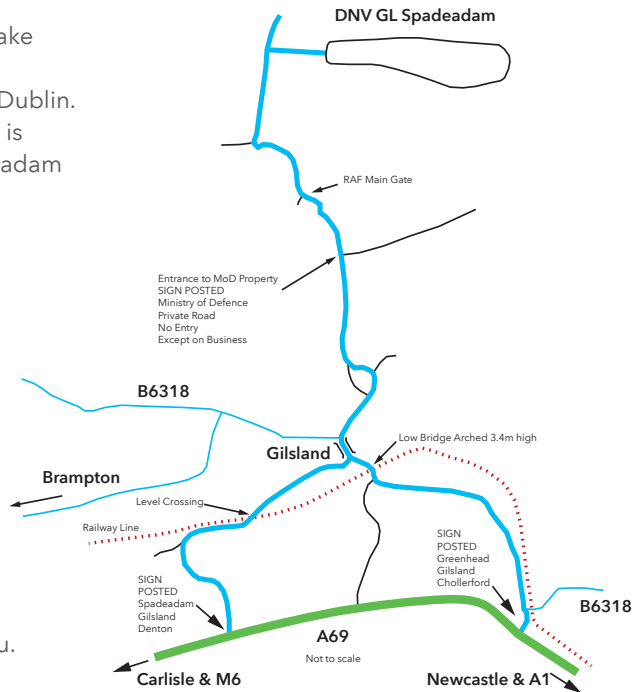 ake
Dublin.
is
adam
u.
DNV GL Spadeadam
RAF Main Gate
Entrance to MoD Property
SIGN POSTED
Ministry of Defence
Private Road
No Entry
Except on Business
B6318
Gilsland
Low Bridge Arched 3.4m high
Brampton
Level Crossing
Railway Line
SIGN
POSTED
Greenhead
Gilsland
Chollerford
SIGN
POSTED
Spadeadam
Gilsland
Denton
B6318
A69
Not to scale
Carlisle & M6
Newcastle & A1